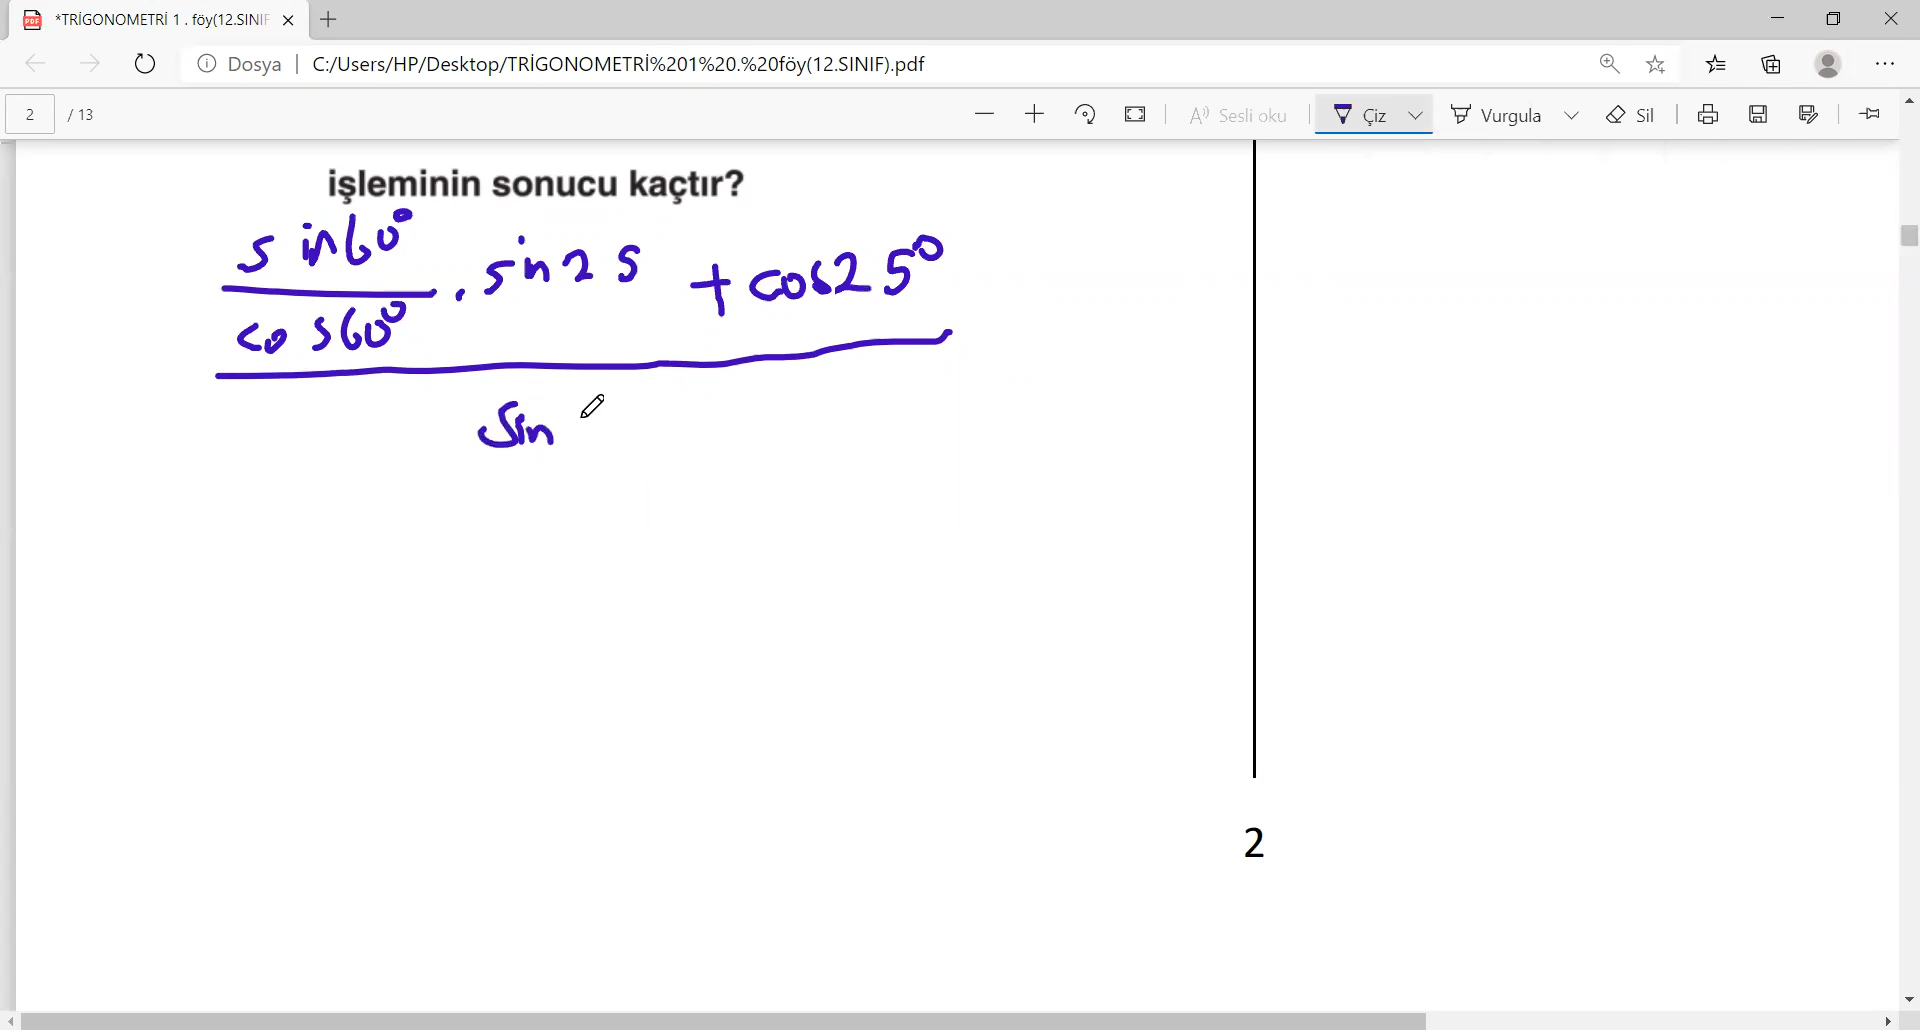 *TRİGONOMETRİ 1 . föy(12.SINIF
Dosya
C:/Users/HP/Desktop/TRİGONOMETRİ%201%20.%20föy(12.SINIF).pdf
2 / 13
Sesli oku
Çiz
Vurgula
Sil
işleminin sonucu kaçtır?
sin60°
. sin25 + cos25°
cos60°
Sin
2